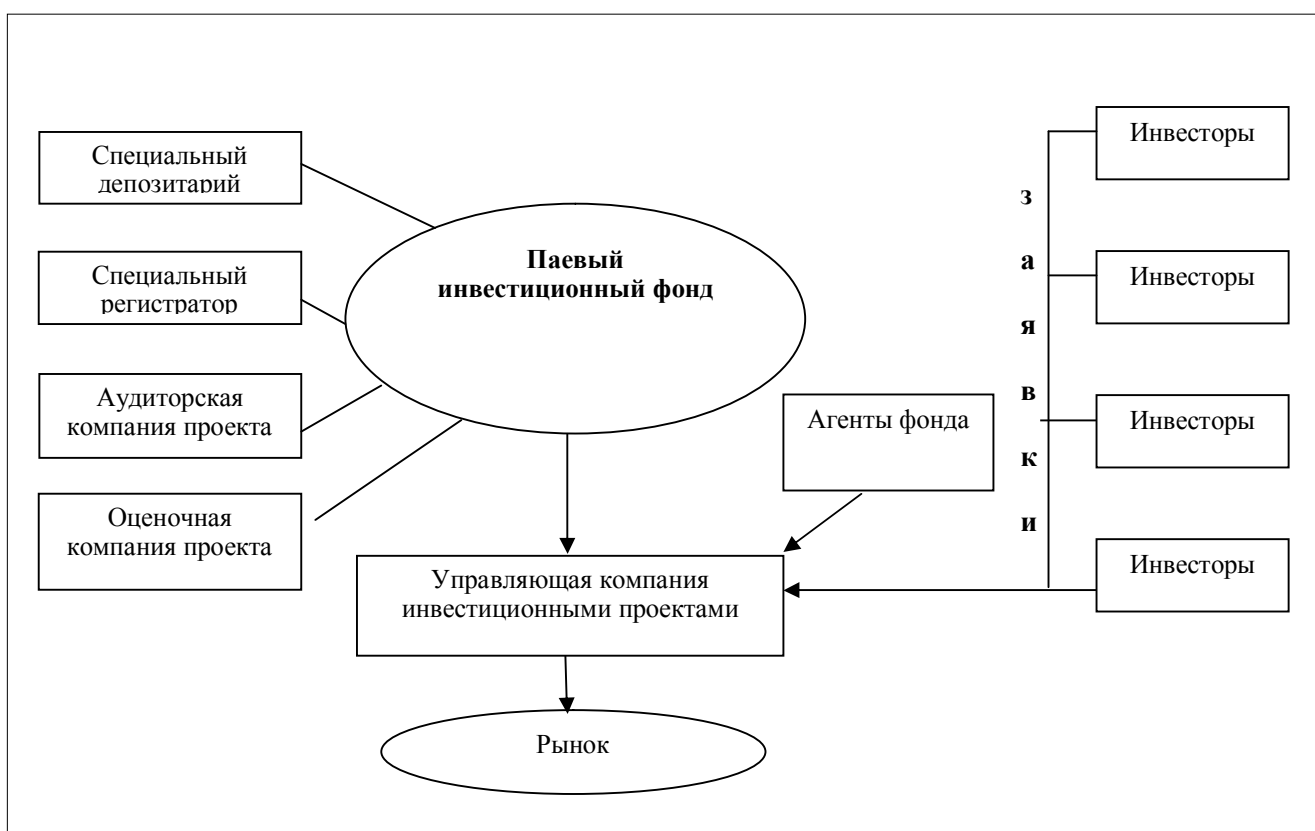 Специальный
депозитарий
Специальный
регистратор
Аудиторская
компания проекта
Оценочная
компания проекта
Паевый
инвестиционный фонд
Агенты фонда
Управляющая компания
инвестиционными проектами
Рынок
заявки
Инвесторы
Инвесторы
Инвесторы
Инвесторы